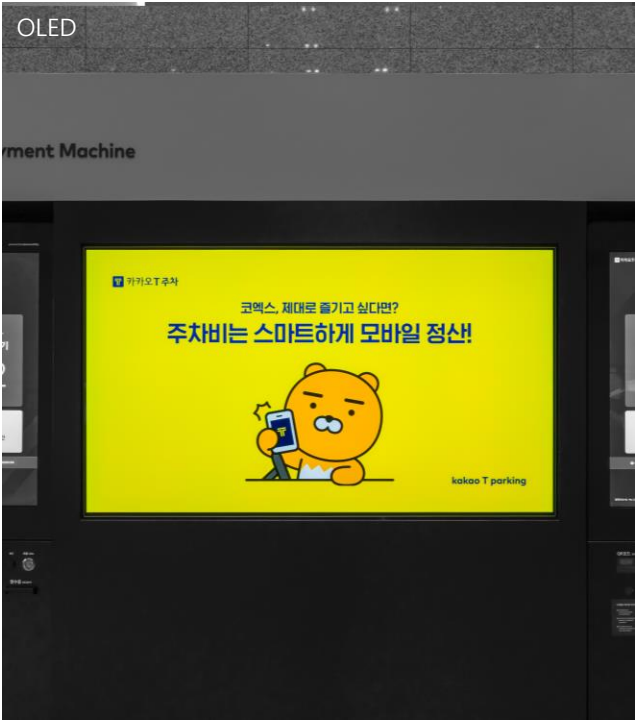 OLED
yment Machine
카카오 T 주차
코엑스, 제대로 즐기고 싶다면?
주차비는 스마트하게 모바일 정산!
kakao T parking